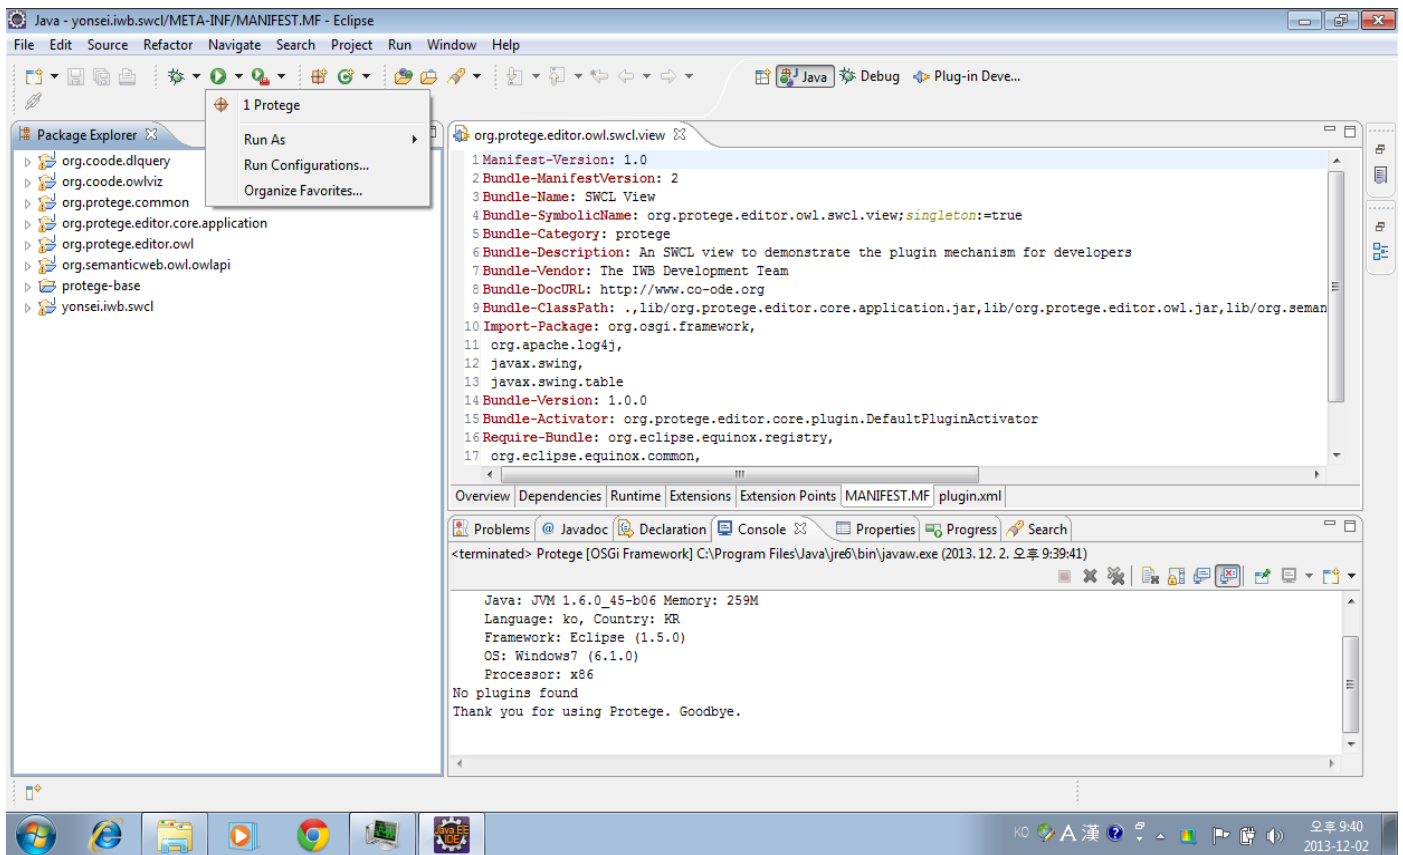 Java - yonsei.iwb.swcl/META-INF/MANIFEST.MF - Eclipse
File Edit Source Refactor Navigate Search Project Run Window Help
Java Debug Plug-in Deve...
1 Protege
Run As
Run Configurations...
Organize Favorites...
Package Explorer
org.coode.dlquery
org.coode.owlviz
org.protege.common
org.protege.editor.core.application
org.protege.editor.owl
org.semanticweb.owl.owlapi
protege-base
yonsei.iwb.swcl
org.protege.editor.owl.swcl.view
1 Manifest-Version: 1.0
2 Bundle-ManifestVersion: 2
3 Bundle-Name: SWCL View
4 Bundle-SymbolicName: org.protege.editor.owl.swcl.view;singleton:=true
5 Bundle-Category: protege
6 Bundle-Description: An SWCL view to demonstrate the plugin mechanism for developers
7 Bundle-Vendor: The IWB Development Team
8 Bundle-DocURL: http://www.co-ode.org
9 Bundle-ClassPath: .,lib/org.protege.editor.core.application.jar,lib/org.protege.editor.owl.jar,lib/org.seman
10 Import-Package: org.osgi.framework,
11 org.apache.log4j,
12 javax.swing,
13 javax.swing.table
14 Bundle-Version: 1.0.0
15 Bundle-Activator: org.protege.editor.core.plugin.DefaultPluginActivator
16 Require-Bundle: org.eclipse.equinox.registry,
17 org.eclipse.equinox.common,
Overview Dependencies Runtime Extensions Extension Points MANIFEST.MF plugin.xml
Problems @ Javadoc Declaration Console Properties Progress Search
<terminated> Protege [OSGi Framework] C:\Program Files\Java\jre6\bin\javaw.exe (2013. 12. 2. 오후 9:39:41)
Java: JVM 1.6.0_45-b06 Memory: 259M
Language: ko, Country: KR
Framework: Eclipse (1.5.0)
OS: Windows7 (6.1.0)
Processor: x86
No plugins found
Thank you for using Protege. Goodbye.
Java EE
IDE
KO A 漢
오후 9:40
2013-12-02